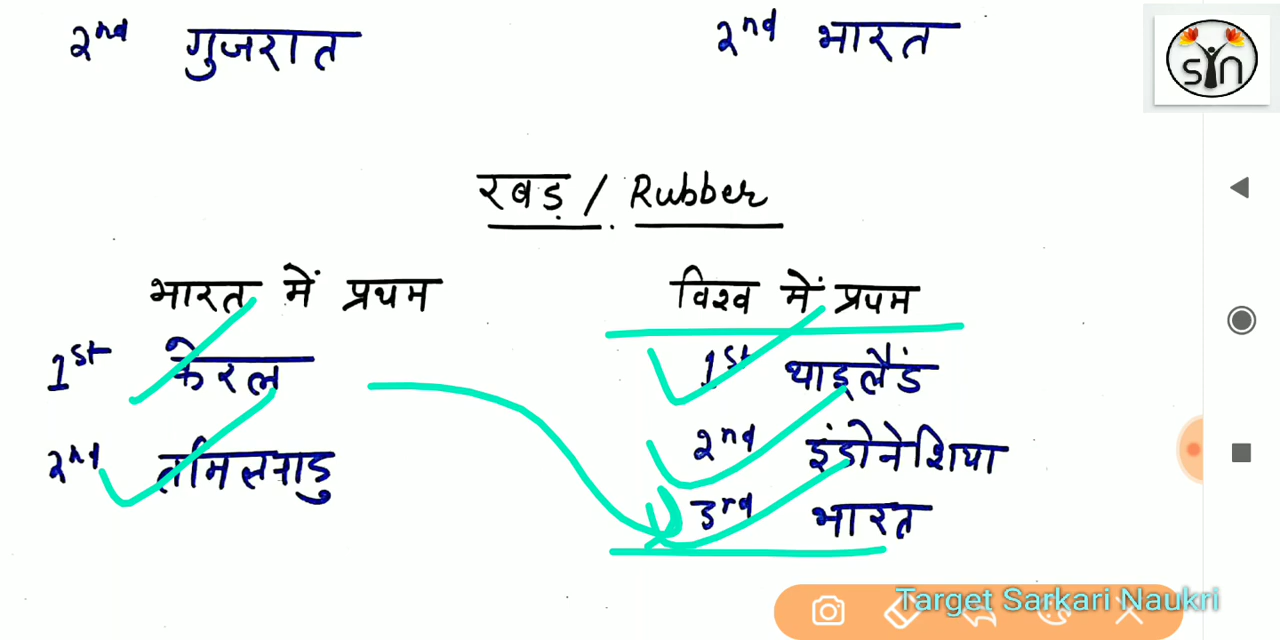 2nd गुजरात 2nd भारत
रबड़ / Rubber
भारत में प्रथम विश्व में प्रथम
1st केरल 1st थाइलैंड
2nd तमिलनाडु 2nd इंडोनेशिया
3rd भारत
Target Sarkari Naukri
SYN